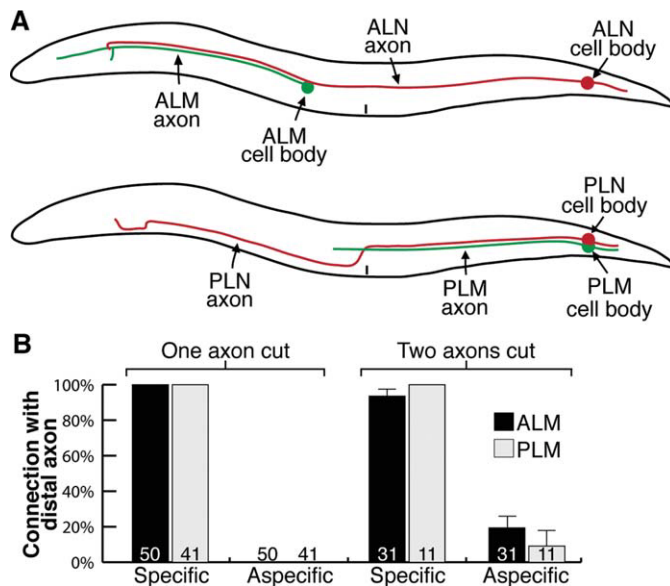 A
ALN
axon
ALN
cell body
ALM
axon
ALM
cell body
PLN
cell body
PLN
axon
PLM
axon
PLM
cell body
B
One axon cut
Two axons cut
Connection with
distal axon
100%
80%
60%
40%
20%
0%
ALM
PLM
50 41 50 41 31 11 31 11
Specific Aspecific Specific Aspecific